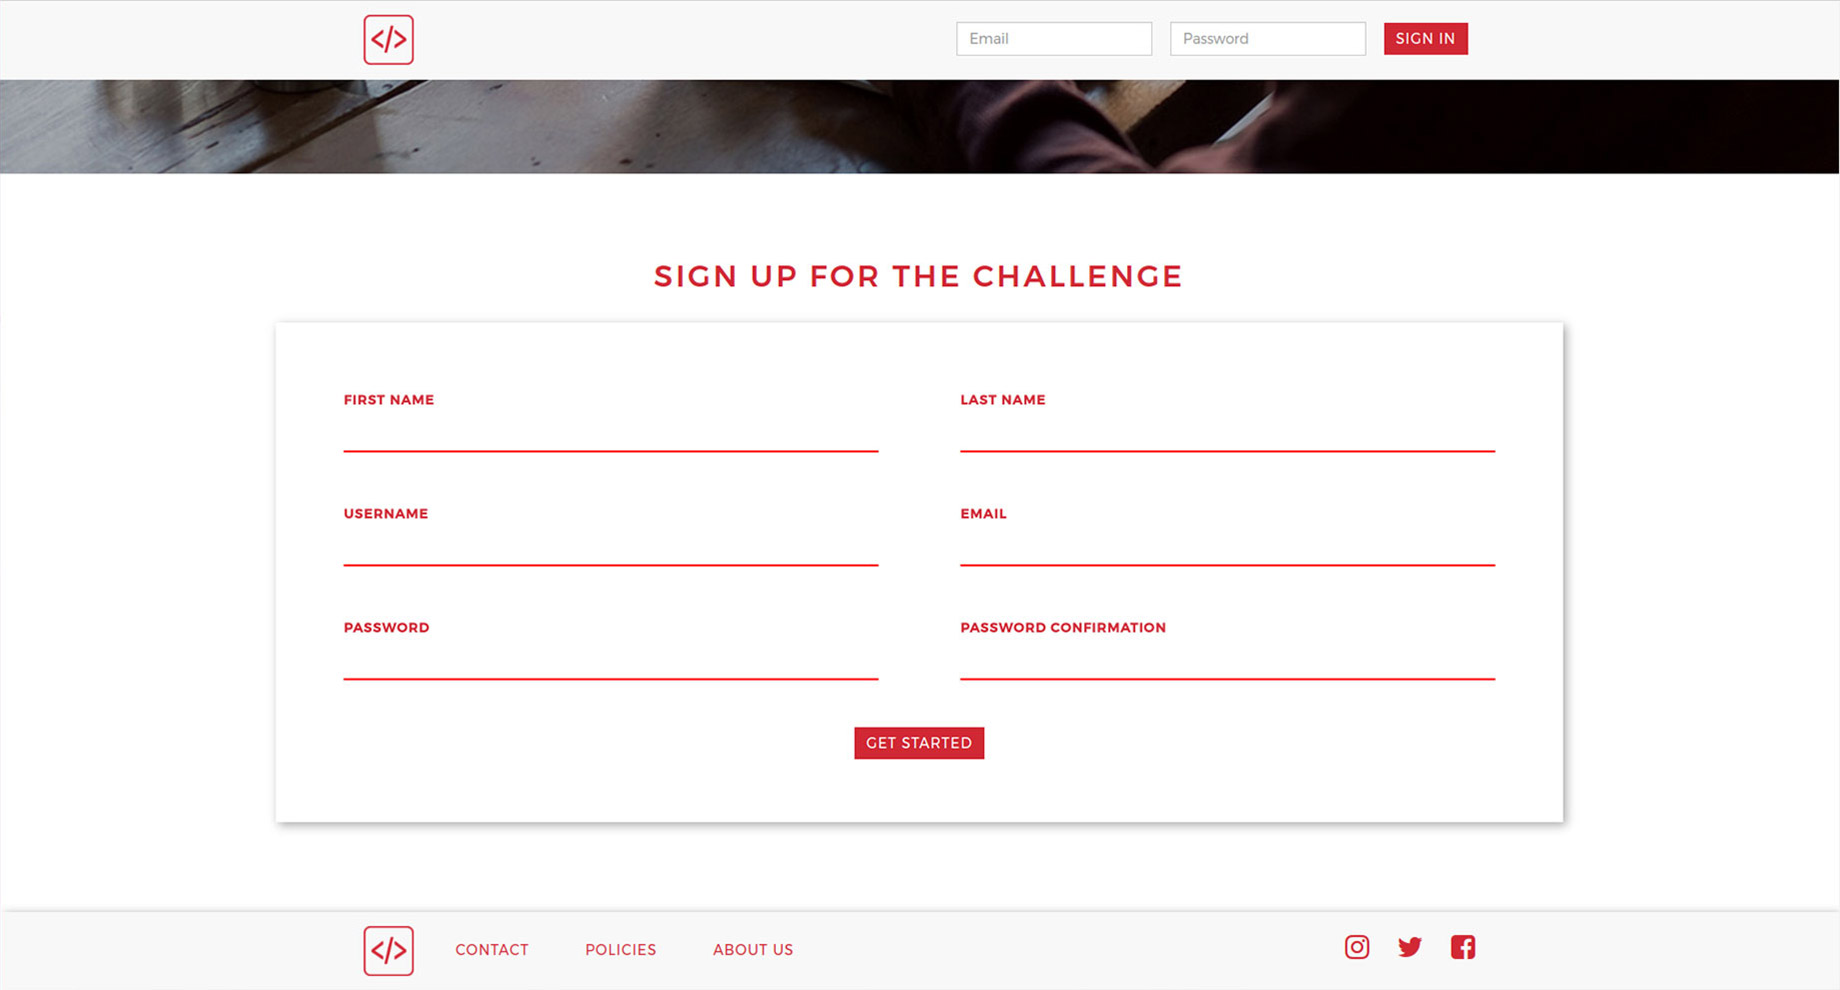 </>
Email Password SIGN IN
SIGN UP FOR THE CHALLENGE
FIRST NAME LAST NAME
USERNAME EMAIL
PASSWORD PASSWORD CONFIRMATION
GET STARTED
</> CONTACT POLICIES ABOUT US